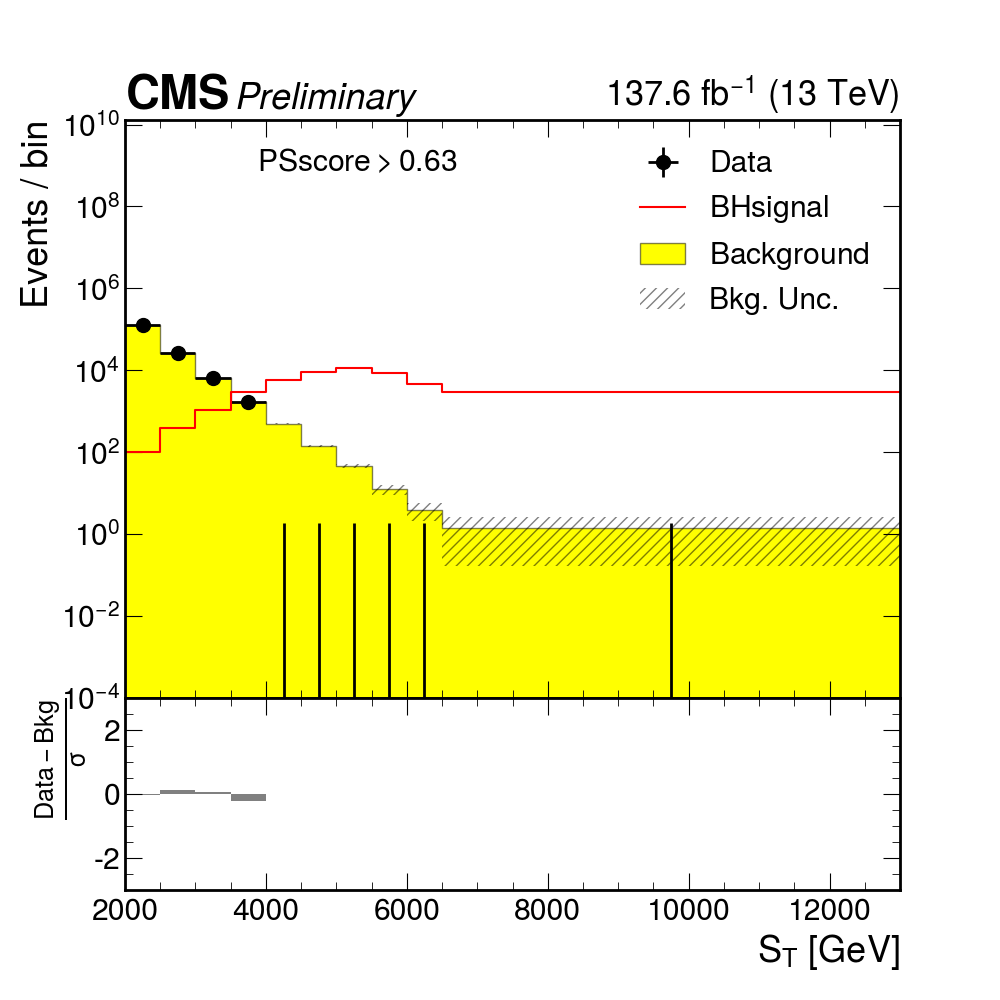 CMS Preliminary 137.6 fb⁻¹ (13 TeV)
Events / bin
10¹⁰
10⁸
10⁶
10⁴
10²
10⁰
10⁻²
10⁻⁴
PSscore > 0.63
Data
BHsignal
Background
Bkg. Unc.
Data − Bkg
σ
2
0
-2
2000 4000 6000 8000 10000 12000
S_T [GeV]